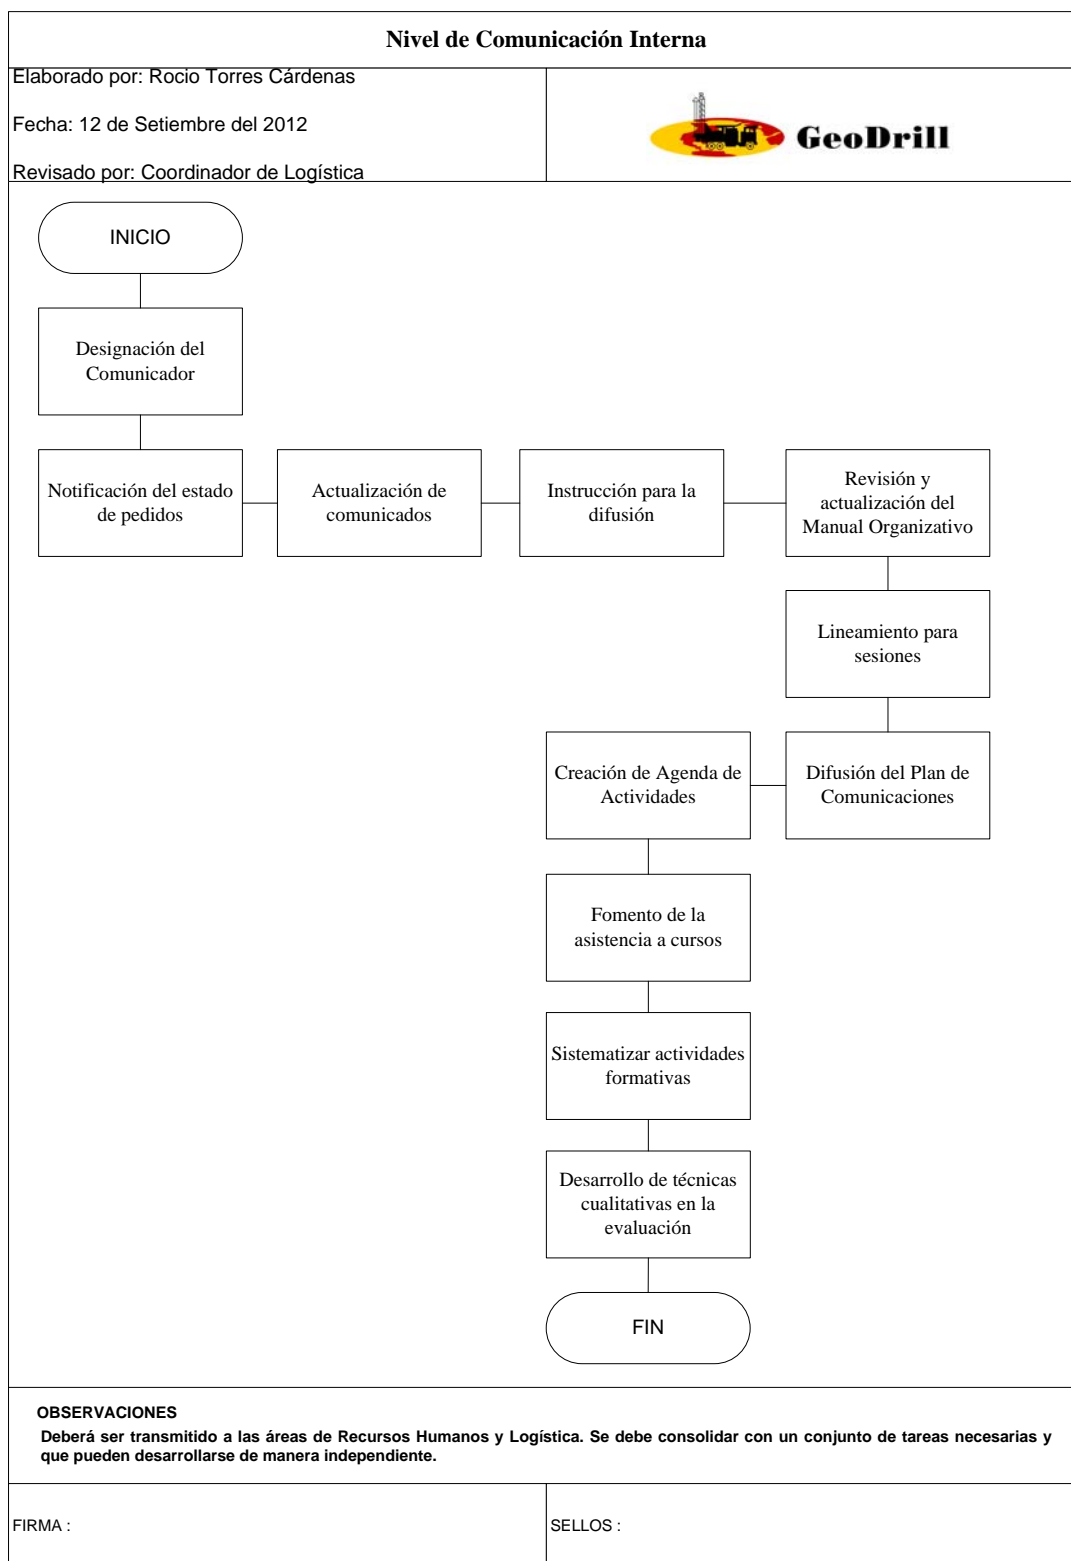 Nivel de Comunicación Interna
Elaborado por: Rocio Torres Cárdenas
Fecha: 12 de Setiembre del 2012
Revisado por: Coordinador de Logística
GeoDrill
INICIO
Designación del
Comunicador
Notificación del estado
de pedidos
Actualización de
comunicados
Instrucción para la
difusión
Revisión y
actualización del
Manual Organizativo
Lineamiento para
sesiones
Difusión del Plan de
Comunicaciones
Creación de Agenda de
Actividades
Fomento de la
asistencia a cursos
Sistematizar actividades
formativas
Desarrollo de técnicas
cualitativas en la
evaluación
FIN
OBSERVACIONES
Deberá ser transmitido a las áreas de Recursos Humanos y Logística. Se debe consolidar con un conjunto de tareas necesarias y
que pueden desarrollarse de manera independiente.
FIRMA :
SELLOS :